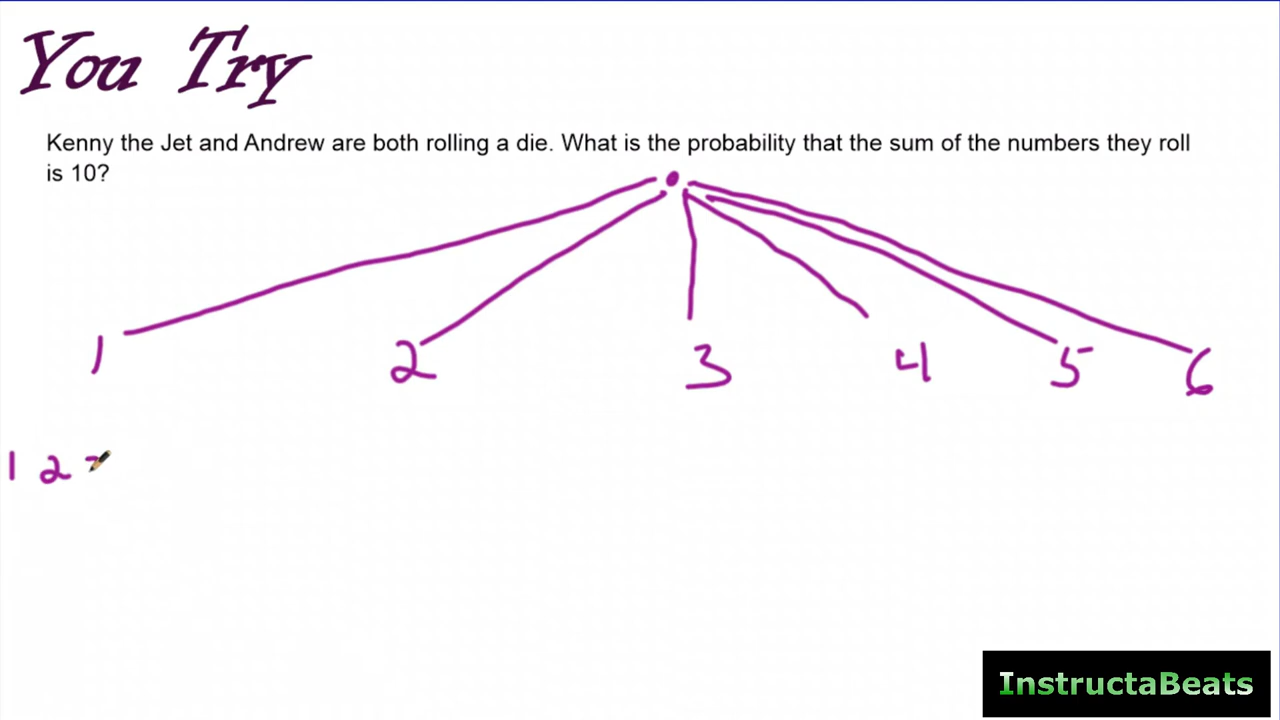 You Try
Kenny the Jet and Andrew are both rolling a die. What is the probability that the sum of the numbers they roll
is 10?
1 2 3 4 5 6
1 2
InstructaBeats